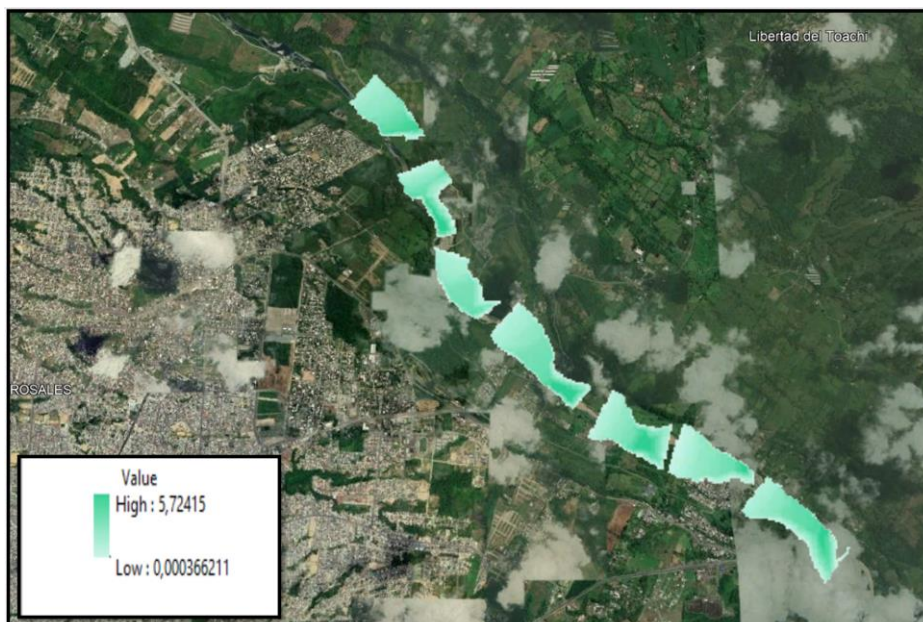 Libertad del Toachi
ROSALES
Value
High : 5,72415
Low : 0,000366211